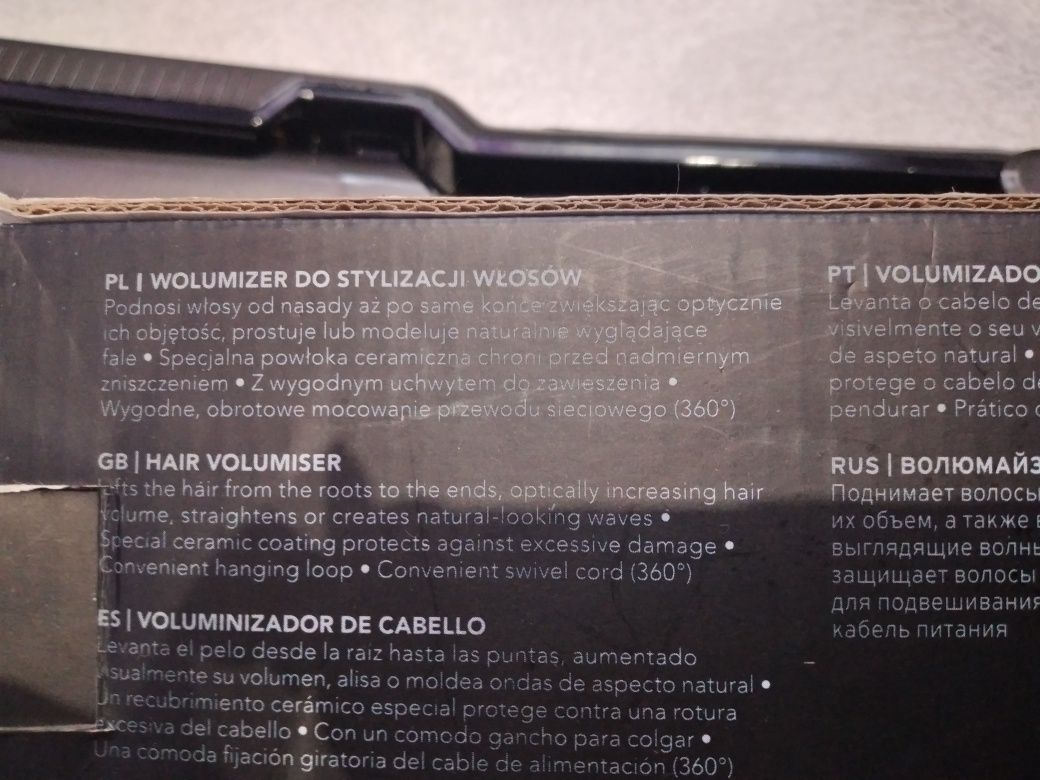 PL | WOLUMIZER DO STYLIZACJI WŁOSÓW
Podnosi włosy od nasady aż po same końce zwiększając optycznie
ich objętość, prostuje lub modeluje naturalnie wyglądające
fale • Specjalna powłoka ceramiczna chroni przed nadmiernym
zniszczeniem • Z wygodnym uchwytem do zawieszenia •
Wygodne, obrotowe mocowanie przewodu sieciowego (360°)
GB | HAIR VOLUMISER
Lifts the hair from the roots to the ends, optically increasing hair
volume, straightens or creates natural-looking waves •
Special ceramic coating protects against excessive damage •
Convenient hanging loop • Convenient swivel cord (360°)
ES | VOLUMINIZADOR DE CABELLO
Levanta el pelo desde la raiz hasta las puntas, aumentado
visualmente su volumen, alisa o moldea ondas de aspecto natural •
Un recubrimiento cerámico especial protege contra una rotura
excesiva del cabello • Con un comodo gancho para colgar •
Una cómoda fijación giratoria del cable de alimentación (360°)
PT | VOLUMIZADO
Levanta o cabelo de
visivelmente o seu v
de aspeto natural •
protege o cabelo de
pendurar • Prático
RUS | ВОЛЮМАЙЗ
Поднимает волосы
их объем, а также
выглядящие волны
защищает волосы
для подвешивания
кабель питания